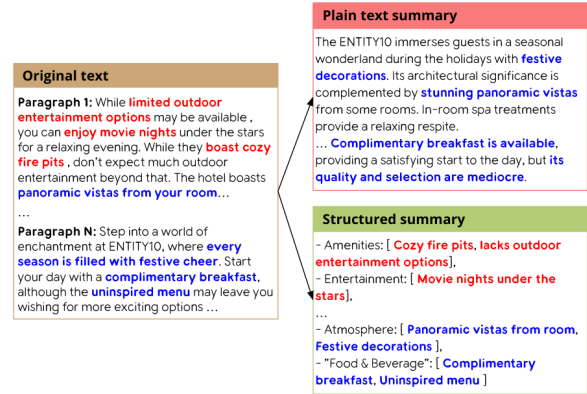 Original text
Paragraph 1: While limited outdoor
entertainment options may be available ,
you can enjoy movie nights under the stars
for a relaxing evening. While they boast cozy
fire pits , don't expect much outdoor
entertainment beyond that. The hotel boasts
panoramic vistas from your room...
...
Paragraph N: Step into a world of
enchantment at ENTITY10, where every
season is filled with festive cheer. Start
your day with a complimentary breakfast,
although the uninspired menu may leave you
wishing for more exciting options ...
Plain text summary
The ENTITY10 immerses guests in a seasonal
wonderland during the holidays with festive
decorations. Its architectural significance is
complemented by stunning panoramic vistas
from some rooms. In-room spa treatments
provide a relaxing respite.
... Complimentary breakfast is available,
providing a satisfying start to the day, but its
quality and selection are mediocre.
Structured summary
- Amenities: [ Cozy fire pits, lacks outdoor
entertainment options],
- Entertainment: [ Movie nights under the
stars],
...
- Atmosphere: [ Panoramic vistas from room,
Festive decorations ],
- "Food & Beverage": [ Complimentary
breakfast, Uninspired menu ]